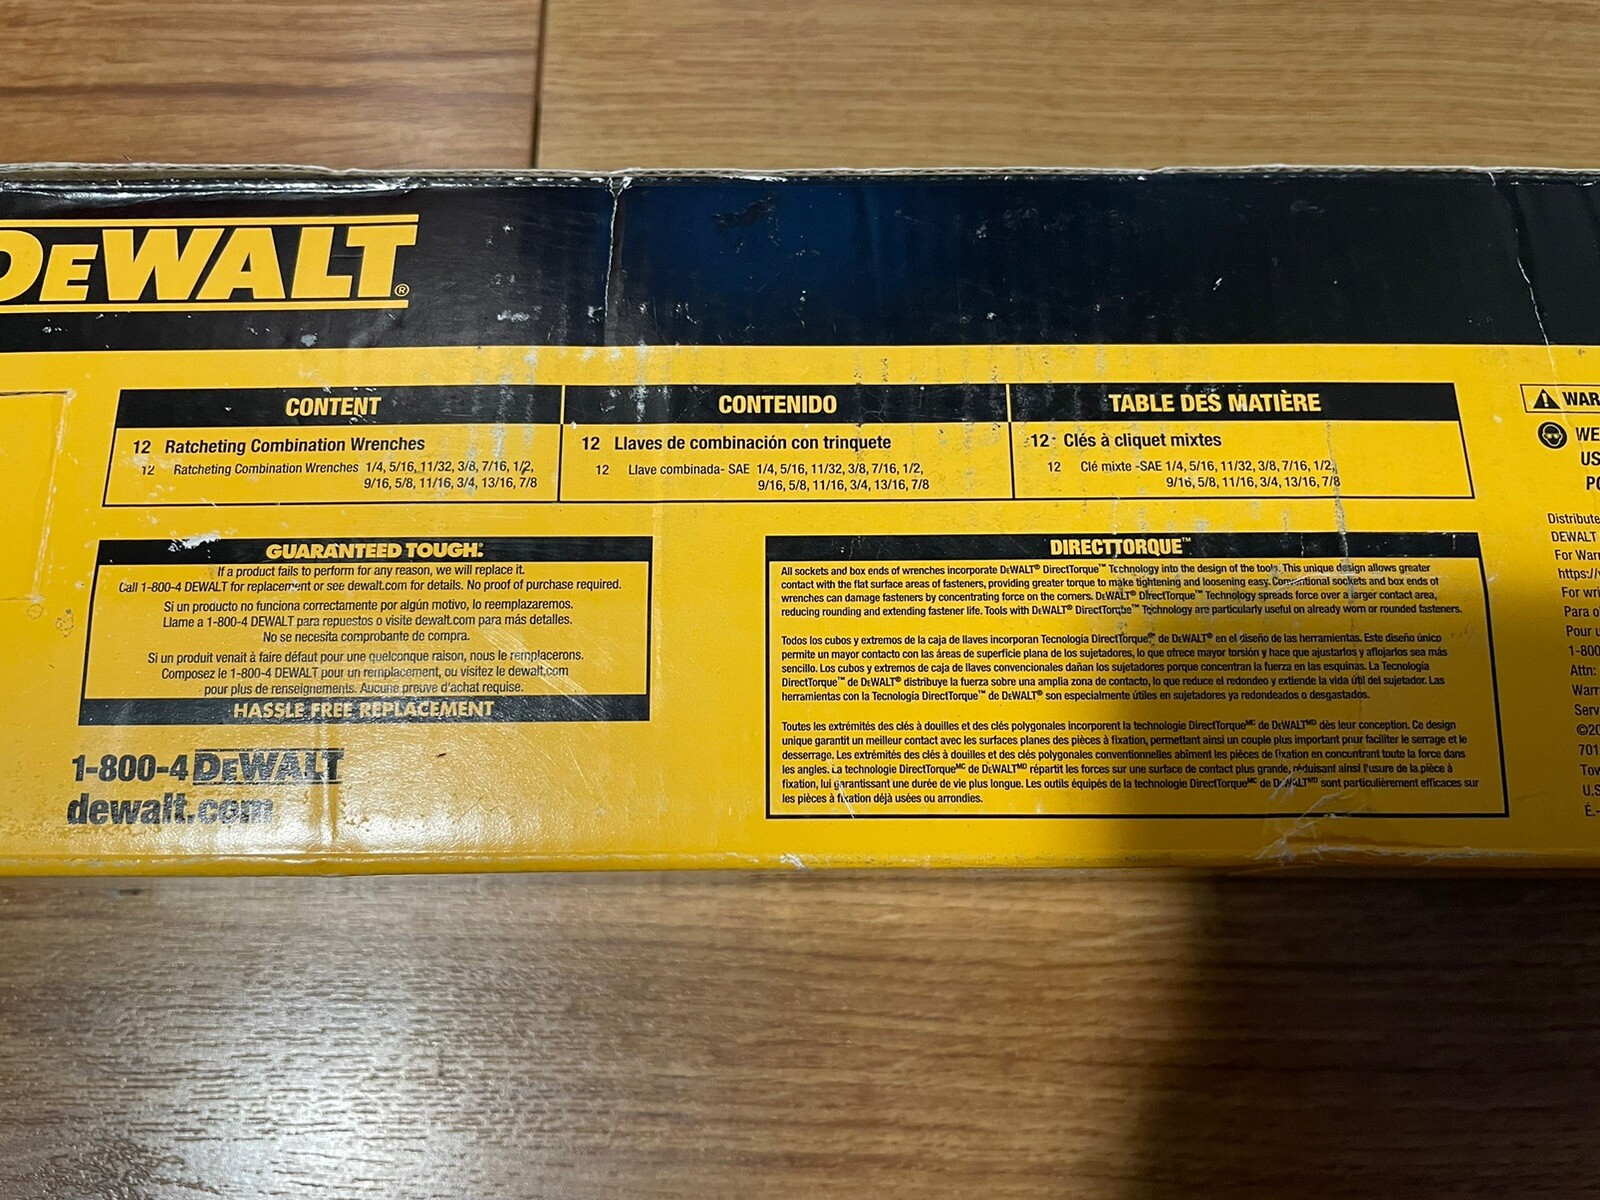 DEWALT®
CONTENT
12 Ratcheting Combination Wrenches
12 Ratcheting Combination Wrenches 1/4, 5/16, 11/32, 3/8, 7/16, 1/2,
9/16, 5/8, 11/16, 3/4, 13/16, 7/8
CONTENIDO
12 Llaves de combinación con trinquete
12 Llave combinada- SAE 1/4, 5/16, 11/32, 3/8, 7/16, 1/2,
9/16, 5/8, 11/16, 3/4, 13/16, 7/8
TABLE DES MATIÈRE
12 Clés à cliquet mixtes
12 Clé mixte -SAE 1/4, 5/16, 11/32, 3/8, 7/16, 1/2,
9/16, 5/8, 11/16, 3/4, 13/16, 7/8
GUARANTEED TOUGH.®
If a product fails to perform for any reason, we will replace it.
Call 1-800-4 DEWALT for replacement or see dewalt.com for details. No proof of purchase required.
Si un producto no funciona correctamente por algún motivo, lo reemplazaremos.
Llame a 1-800-4 DEWALT para repuestos o visite dewalt.com para más detalles.
No se necesita comprobante de compra.
Si un produit venait à faire défaut pour une quelconque raison, nous le remplacerons.
Composez le 1-800-4 DEWALT pour un remplacement, ou visitez le dewalt.com
pour plus de renseignements. Aucune preuve d'achat requise.
HASSLE FREE REPLACEMENT
1-800-4 DEWALT
dewalt.com
DIRECTTORQUE™
All sockets and box ends of wrenches incorporate DEWALT® DirectTorque™ Technology into the design of the tools. This unique design allows greater
contact with the flat surface areas of fasteners, providing greater torque to make tightening and loosening easy. Conventional sockets and box ends of
wrenches can damage fasteners by concentrating force on the corners. DEWALT® DirectTorque™ Technology spreads force over a larger contact area,
reducing rounding and extending fastener life. Tools with DEWALT® DirectTorque™ Technology are particularly useful on already worn or rounded fasteners.
Todos los cubos y extremos de la caja de llaves incorporan Tecnología DirectTorque™ de DEWALT® en el diseño de las herramientas. Este diseño único
permite un mayor contacto con las áreas de superficie plana de los sujetadores, lo que ofrece mayor torsión y hace que ajustarlos y aflojarlos sea más
sencillo. Los cubos y extremos de caja de llaves convencionales dañan los sujetadores porque concentran la fuerza en las esquinas. La Tecnología
DirectTorque™ de DEWALT® distribuye la fuerza sobre una amplia zona de contacto, lo que reduce el redondeo y extiende la vida útil del sujetador. Las
herramientas con la Tecnología DirectTorque™ de DEWALT® son especialmente útiles en sujetadores ya redondeados o desgastados.
Toutes les extrémités des clés à douilles et des clés polygonales incorporent la technologie DirectTorqueMC de DEWALTMD dès leur conception. Ce design
unique garantit un meilleur contact avec les surfaces planes des pièces à fixation, permettant ainsi un couple plus important pour faciliter le serrage et le
desserrage. Les extrémités des clés à douilles et des clés polygonales conventionnelles abîment les pièces de fixation en concentrant toute la force dans
les angles. La technologie DirectTorqueMC de DEWALTMD répartit les forces sur une surface de contact plus grande, réduisant ainsi l'usure de la pièce à
fixation, lui garantissant une durée de vie plus longue. Les outils équipés de la technologie DirectTorqueMC de DEWALTMD sont particulièrement efficaces sur
les pièces à fixation déjà usées ou arrondies.
WAR
WE
US
PO
Distribute
DEWALT
For Warr
https://
For wri
Para o
Pour u
1-800
Attn:
Warr
Serv
©20
701
Tow
U.S
É.-